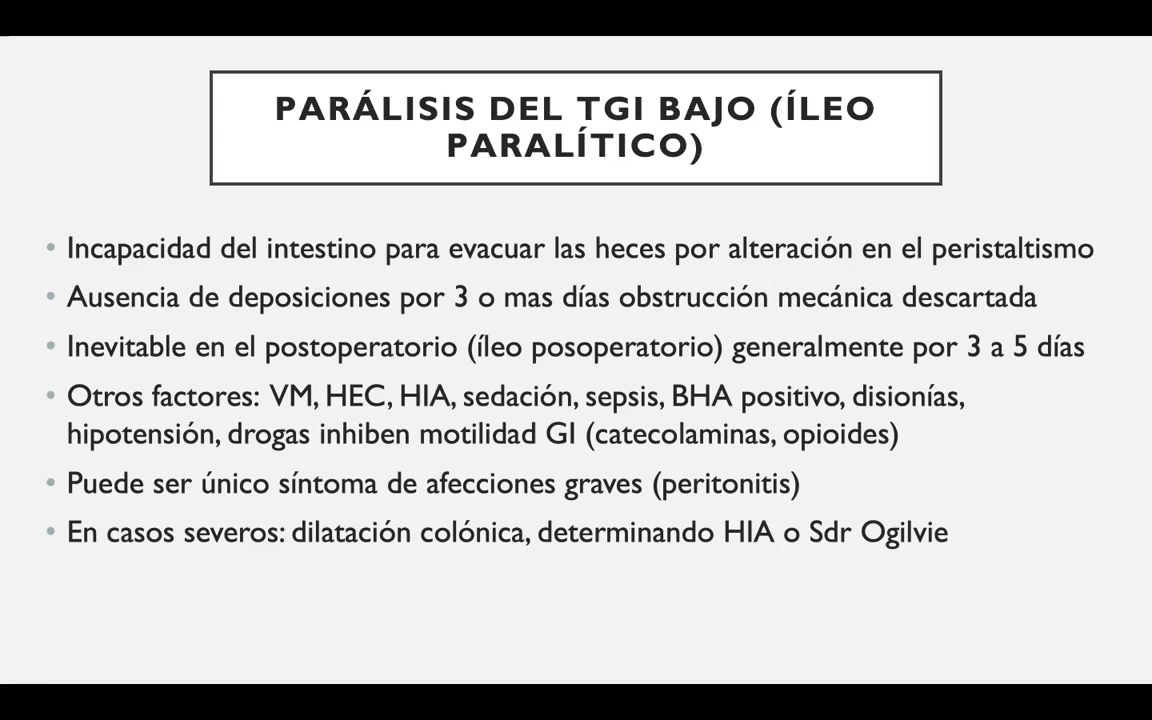 PARÁLISIS DEL TGI BAJO (ÍLEO
PARALÍTICO)
• Incapacidad del intestino para evacuar las heces por alteración en el peristaltismo
• Ausencia de deposiciones por 3 o mas días obstrucción mecánica descartada
• Inevitable en el postoperatorio (íleo posoperatorio) generalmente por 3 a 5 días
• Otros factores: VM, HEC, HIA, sedación, sepsis, BHA positivo, disionías,
hipotensión, drogas inhiben motilidad GI (catecolaminas, opioides)
• Puede ser único síntoma de afecciones graves (peritonitis)
• En casos severos: dilatación colónica, determinando HIA o Sdr Ogilvie